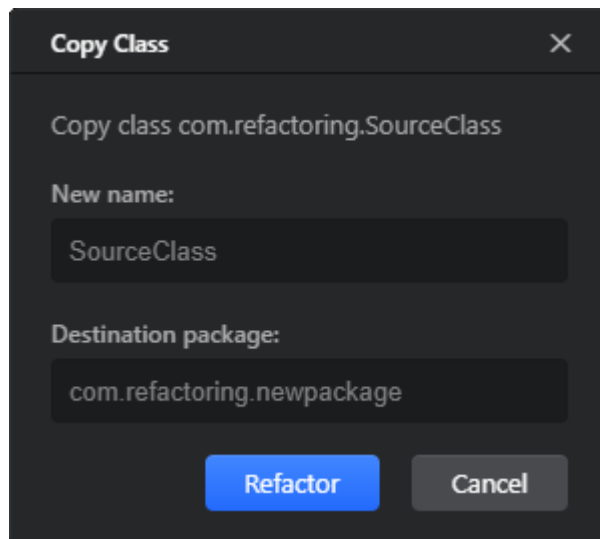 Copy Class
Copy class com.refactoring.SourceClass
New name:
SourceClass
Destination package:
com.refactoring.newpackage
Refactor
Cancel